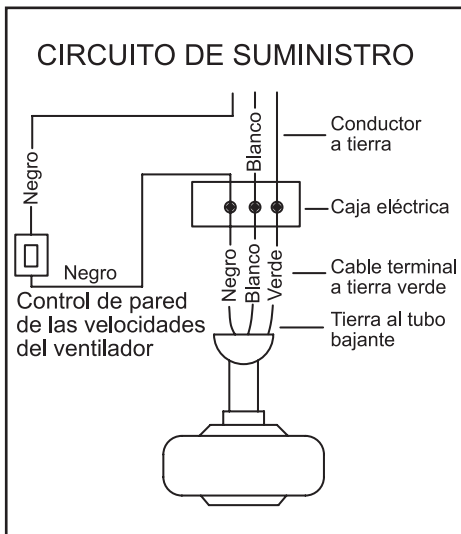 CIRCUITO DE SUMINISTRO
Negro
Blanco
Conductor
a tierra
Caja eléctrica
Negro
Control de pared
de las velocidades
del ventilador
Negro
Blanco
Verde
Cable terminal
a tierra verde
Tierra al tubo
bajante